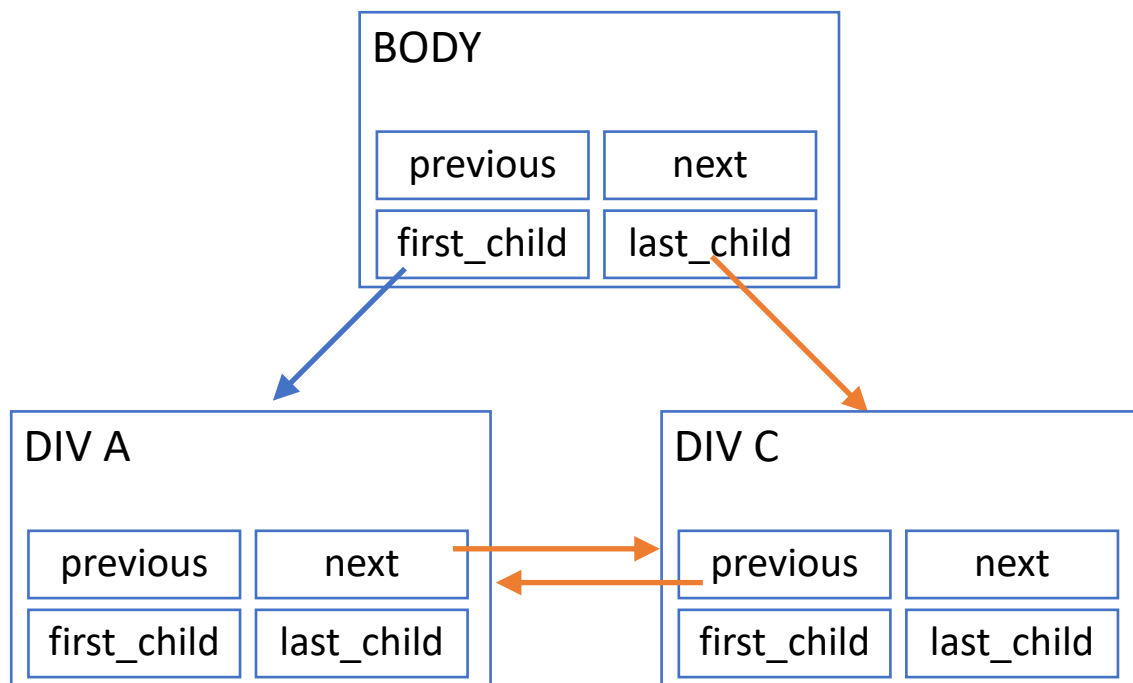 BODY
previous next
first_child last_child
DIV A
previous next
first_child last_child
DIV C
previous next
first_child last_child